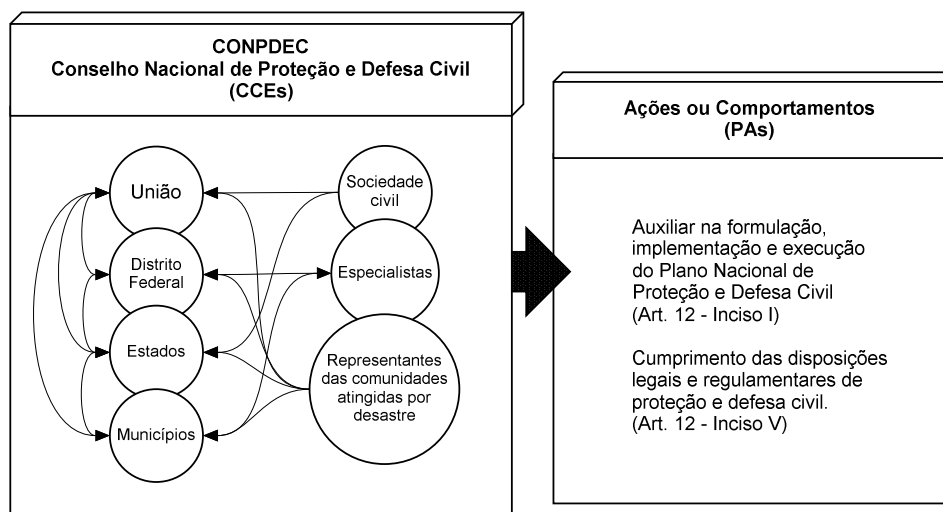 CONPDEC
Conselho Nacional de Proteção e Defesa Civil
(CCEs)
União
Distrito
Federal
Estados
Municípios
Sociedade
civil
Especialistas
Representantes
das comunidades
atingidas por
desastre
Ações ou Comportamentos
(PAs)
Auxiliar na formulação,
implementação e execução
do Plano Nacional de
Proteção e Defesa Civil
(Art. 12 - Inciso I)
Cumprimento das disposições
legais e regulamentares de
proteção e defesa civil.
(Art. 12 - Inciso V)